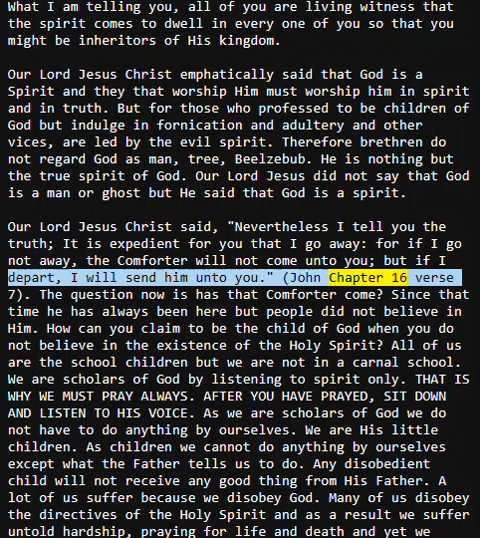 What I am telling you, all of you are living witness that
the spirit comes to dwell in every one of you so that you
might be inheritors of His kingdom.
Our Lord Jesus Christ emphatically said that God is a
Spirit and they that worship Him must worship him in spirit
and in truth. But for those who professed to be children of
God but indulge in fornication and adultery and other
vices, are led by the evil spirit. Therefore brethren do
not regard God as man, tree, Beelzebub. He is nothing but
the true spirit of God. Our Lord Jesus did not say that God
is a man or ghost but He said that God is a spirit.
Our Lord Jesus Christ said, "Nevertheless I tell you the
truth; It is expedient for you that I go away: for if I go
not away, the Comforter will not come unto you; but if I
depart, I will send him unto you." (John Chapter 16 verse
7). The question now is has that Comforter come? Since that
time he has always been here but people did not believe in
Him. How can you claim to be the child of God when you do
not believe in the existence of the Holy Spirit? All of us
are the school children but we are not in a carnal school.
We are scholars of God by listening to spirit only. THAT IS
WHY WE MUST PRAY ALWAYS. AFTER YOU HAVE PRAYED, SIT DOWN
AND LISTEN TO HIS VOICE. As we are scholars of God we do
not have to do anything by ourselves. We are His little
children. As children we cannot do anything by ourselves
except what the Father tells us to do. Any disobedient
child will not receive any good thing from His Father. A
lot of us suffer because we disobey God. Many of us disobey
the directives of the Holy Spirit and as a result we suffer
untold hardship, praying for life and death and yet we